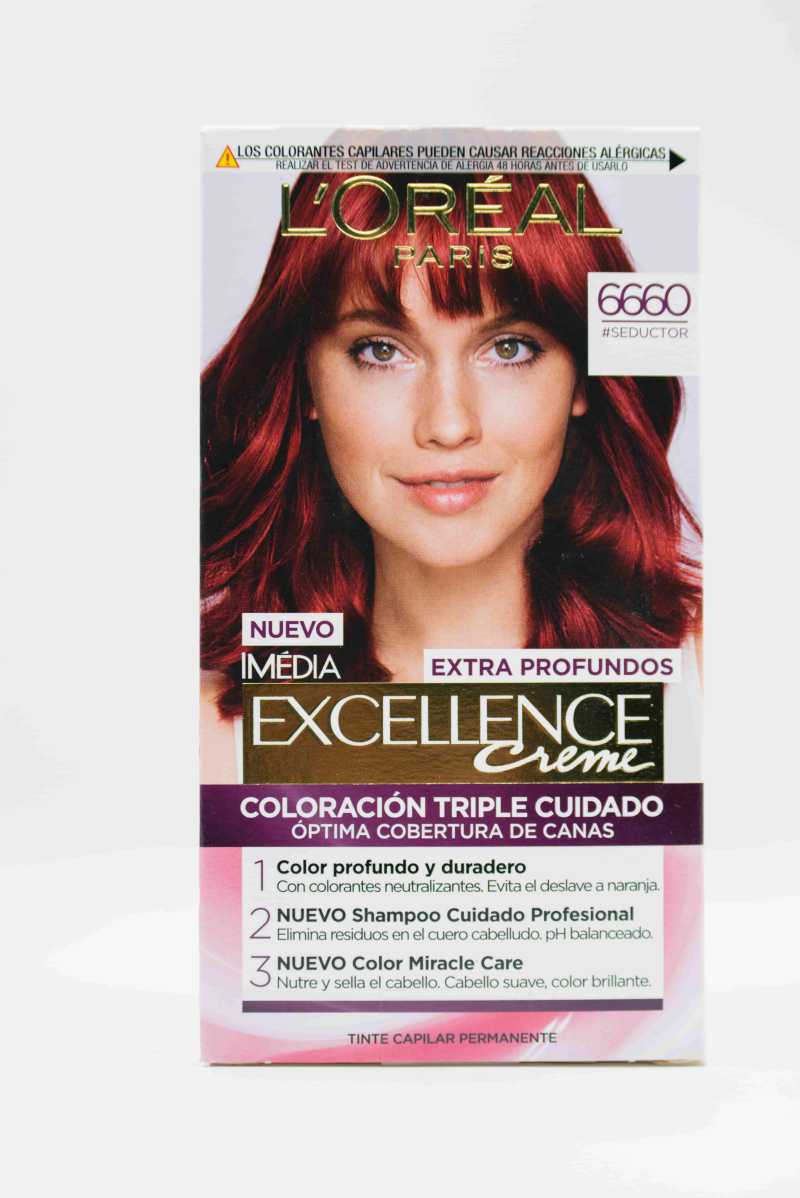 LOS COLORANTES CAPILARES PUEDEN CAUSAR REACCIONES ALÉRGICAS
REALIZAR EL TEST DE ADVERTENCIA DE ALERGIA 48 HORAS ANTES DE USARLO
L'ORÉAL
PARIS
6660
#SEDUCTOR
NUEVO
IMÉDIA
EXTRA PROFUNDOS
EXCELLENCE
Creme
COLORACIÓN TRIPLE CUIDADO
ÓPTIMA COBERTURA DE CANAS
1 Color profundo y duradero
Con colorantes neutralizantes. Evita el deslave a naranja.
2 NUEVO Shampoo Cuidado Profesional
Elimina residuos en el cuero cabelludo. pH balanceado.
3 NUEVO Color Miracle Care
Nutre y sella el cabello. Cabello suave, color brillante.
TINTE CAPILAR PERMANENTE